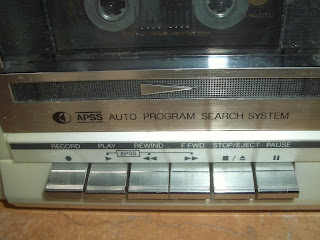 APSS AUTO PROGRAM SEARCH SYSTEM
RECORD PLAY REWIND F FWD STOP/EJECT PAUSE
APSS